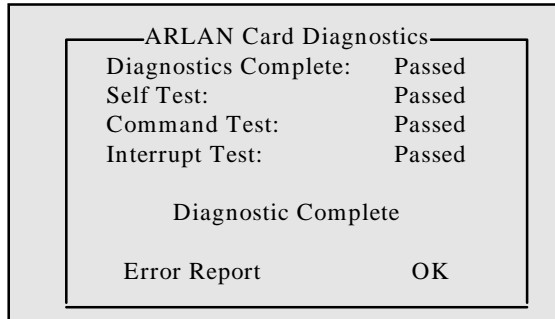 ARLAN Card Diagnostics
Diagnostics Complete: Passed
Self Test: Passed
Command Test: Passed
Interrupt Test: Passed
Diagnostic Complete
Error Report OK